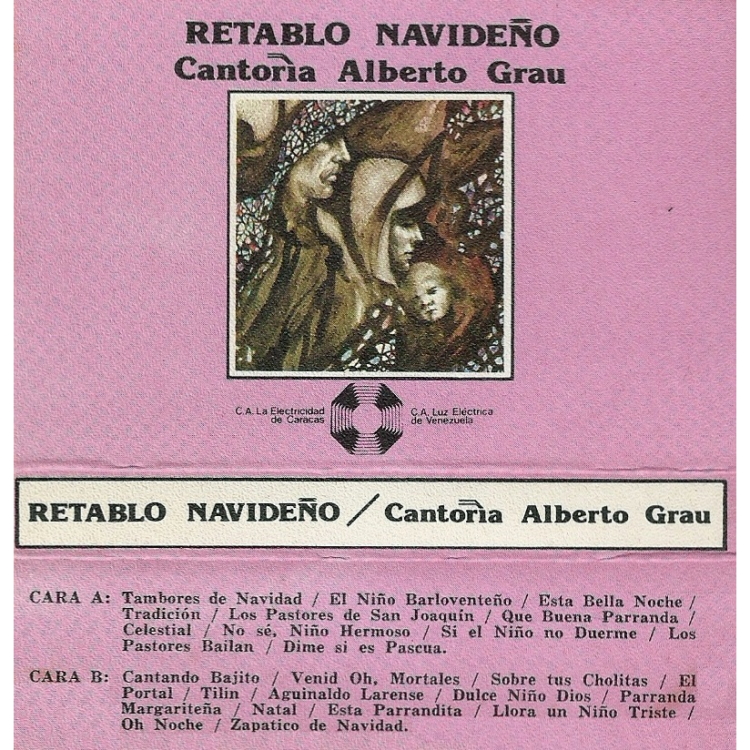 RETABLO NAVIDEÑO
Cantorìa Alberto Grau
C.A. La Electricidad
de Caracas
C.A. Luz Eléctrica
de Venezuela
RETABLO NAVIDEÑO / Cantorìa Alberto Grau
CARA A: Tambores de Navidad / El Niño Barloventeño / Esta Bella Noche /
Tradición / Los Pastores de San Joaquín / Que Buena Parranda /
Celestial / No sé, Niño Hermoso / Si el Niño no Duerme / Los
Pastores Bailan / Dime si es Pascua.
CARA B: Cantando Bajito / Venid Oh, Mortales / Sobre tus Cholitas / El
Portal / Tilin / Aguinaldo Larense / Dulce Niño Dios / Parranda
Margariteña / Natal / Esta Parrandita / Llora un Niño Triste /
Oh Noche / Zapatico de Navidad.